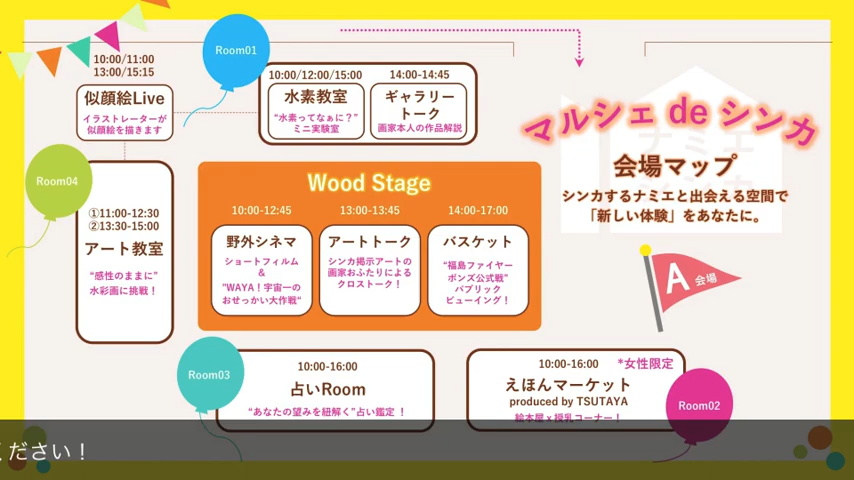 Room01
10:00/11:00
13:00/15:15
似顔絵Live
イラストレーターが
似顔絵を描きます
10:00/12:00/15:00
水素教室
“水素ってなぁに？”
ミニ実験室
14:00-14:45
ギャラリー
トーク
画家本人の作品解説
マルシェ de シンカ
会場マップ
シンカするナミエと出会える空間で
「新しい体験」をあなたに。
A 会場
Room04
①11:00-12:30
②13:30-15:00
アート教室
“感性のままに”
水彩画に挑戦！
Wood Stage
10:00-12:45
野外シネマ
ショートフィルム
&
"WAYA！宇宙一の
おせっかい大作戦"
13:00-13:45
アートトーク
シンカ掲示アートの
画家おふたりによる
クロストーク！
14:00-17:00
バスケット
“福島ファイヤー
ボンズ公式戦”
パブリック
ビューイング！
Room03
10:00-16:00
占いRoom
“あなたの望みを紐解く”占い鑑定 ！
10:00-16:00
*女性限定
えほんマーケット
produced by TSUTAYA
絵本屋 x 授乳コーナー！
Room02
ください！